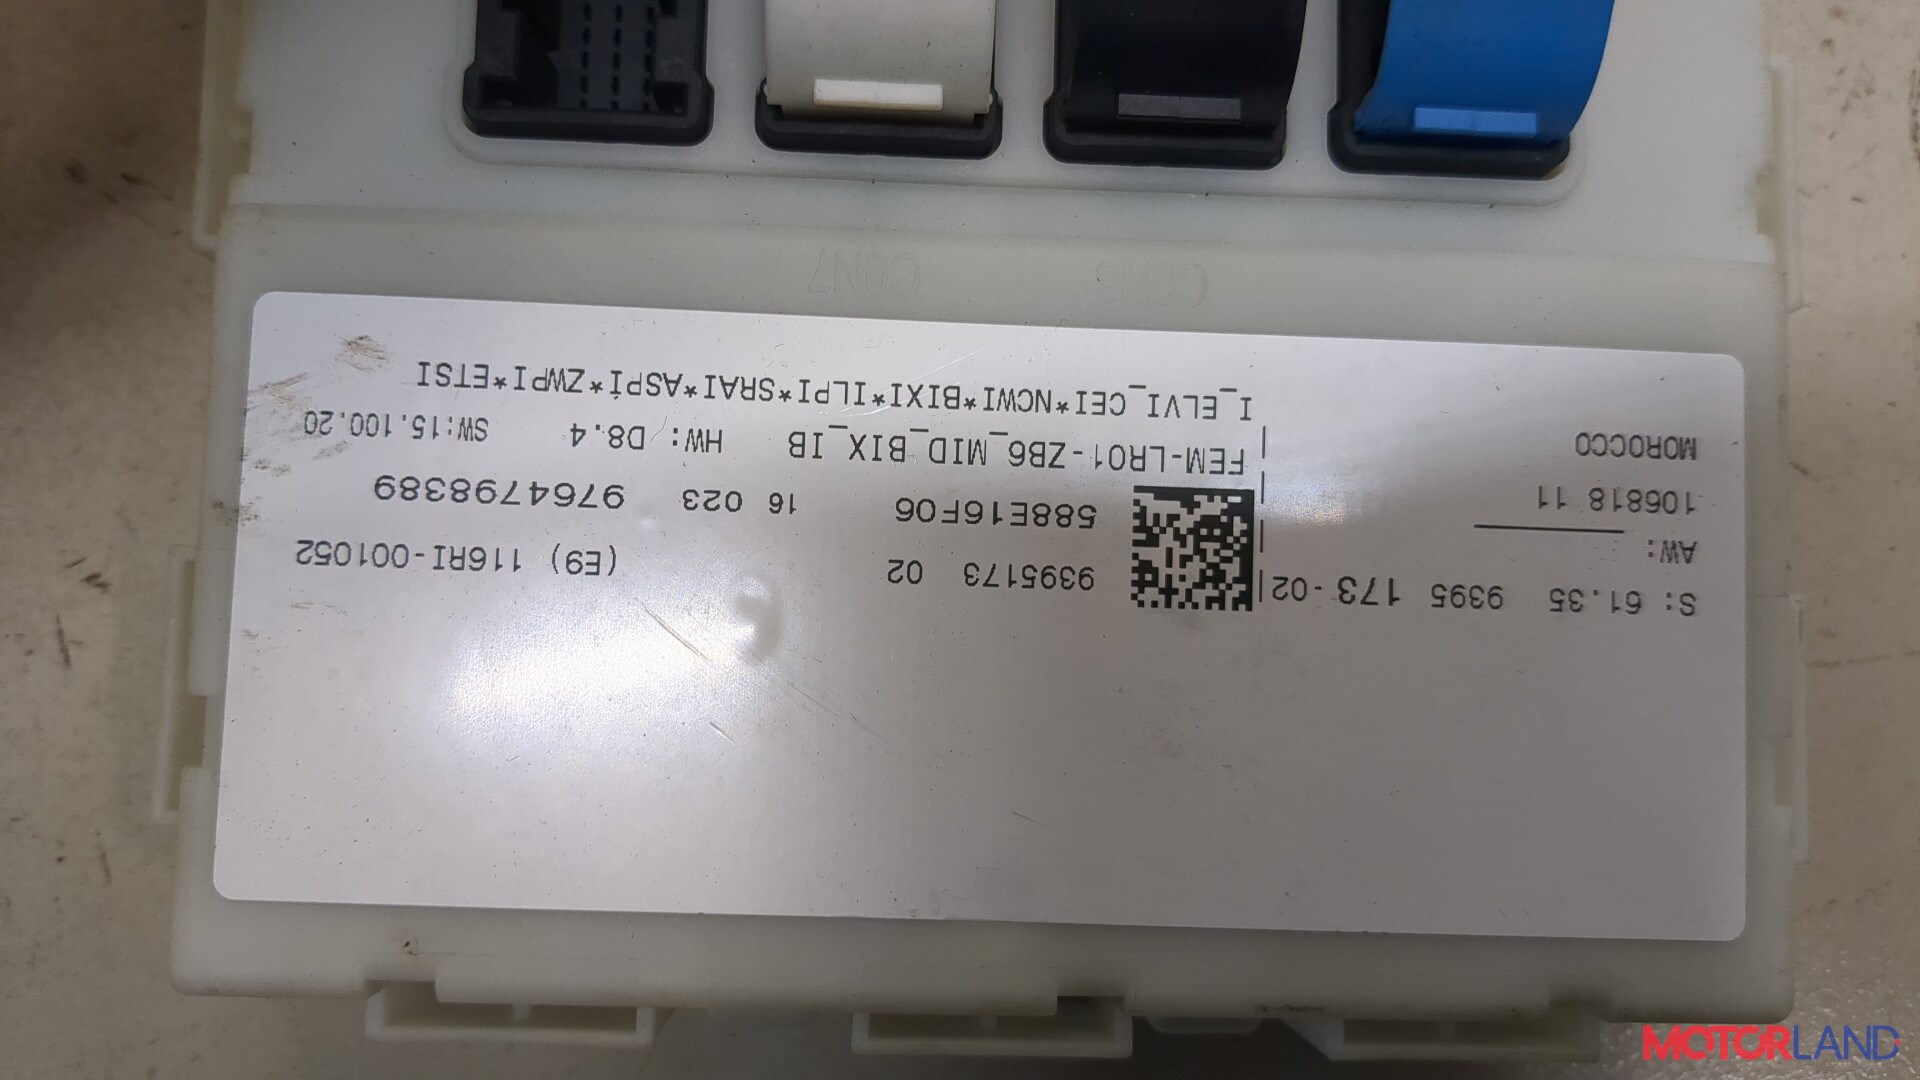 S: 61.35 9395 173-02
AW:
106818 11
MOROCCO
9395173 02 (E9) 116RI-001052
588E16F06 16 023 9764798389
FEM-LR01-ZB6_MID_BIX_IB HW: D8.4 SW:15.100.20
I_ELVI_CEI*NCWI*BIXI*ILPI*SRAI*ASPI*ZWPI*ETSI
CON7
MOTORLAND